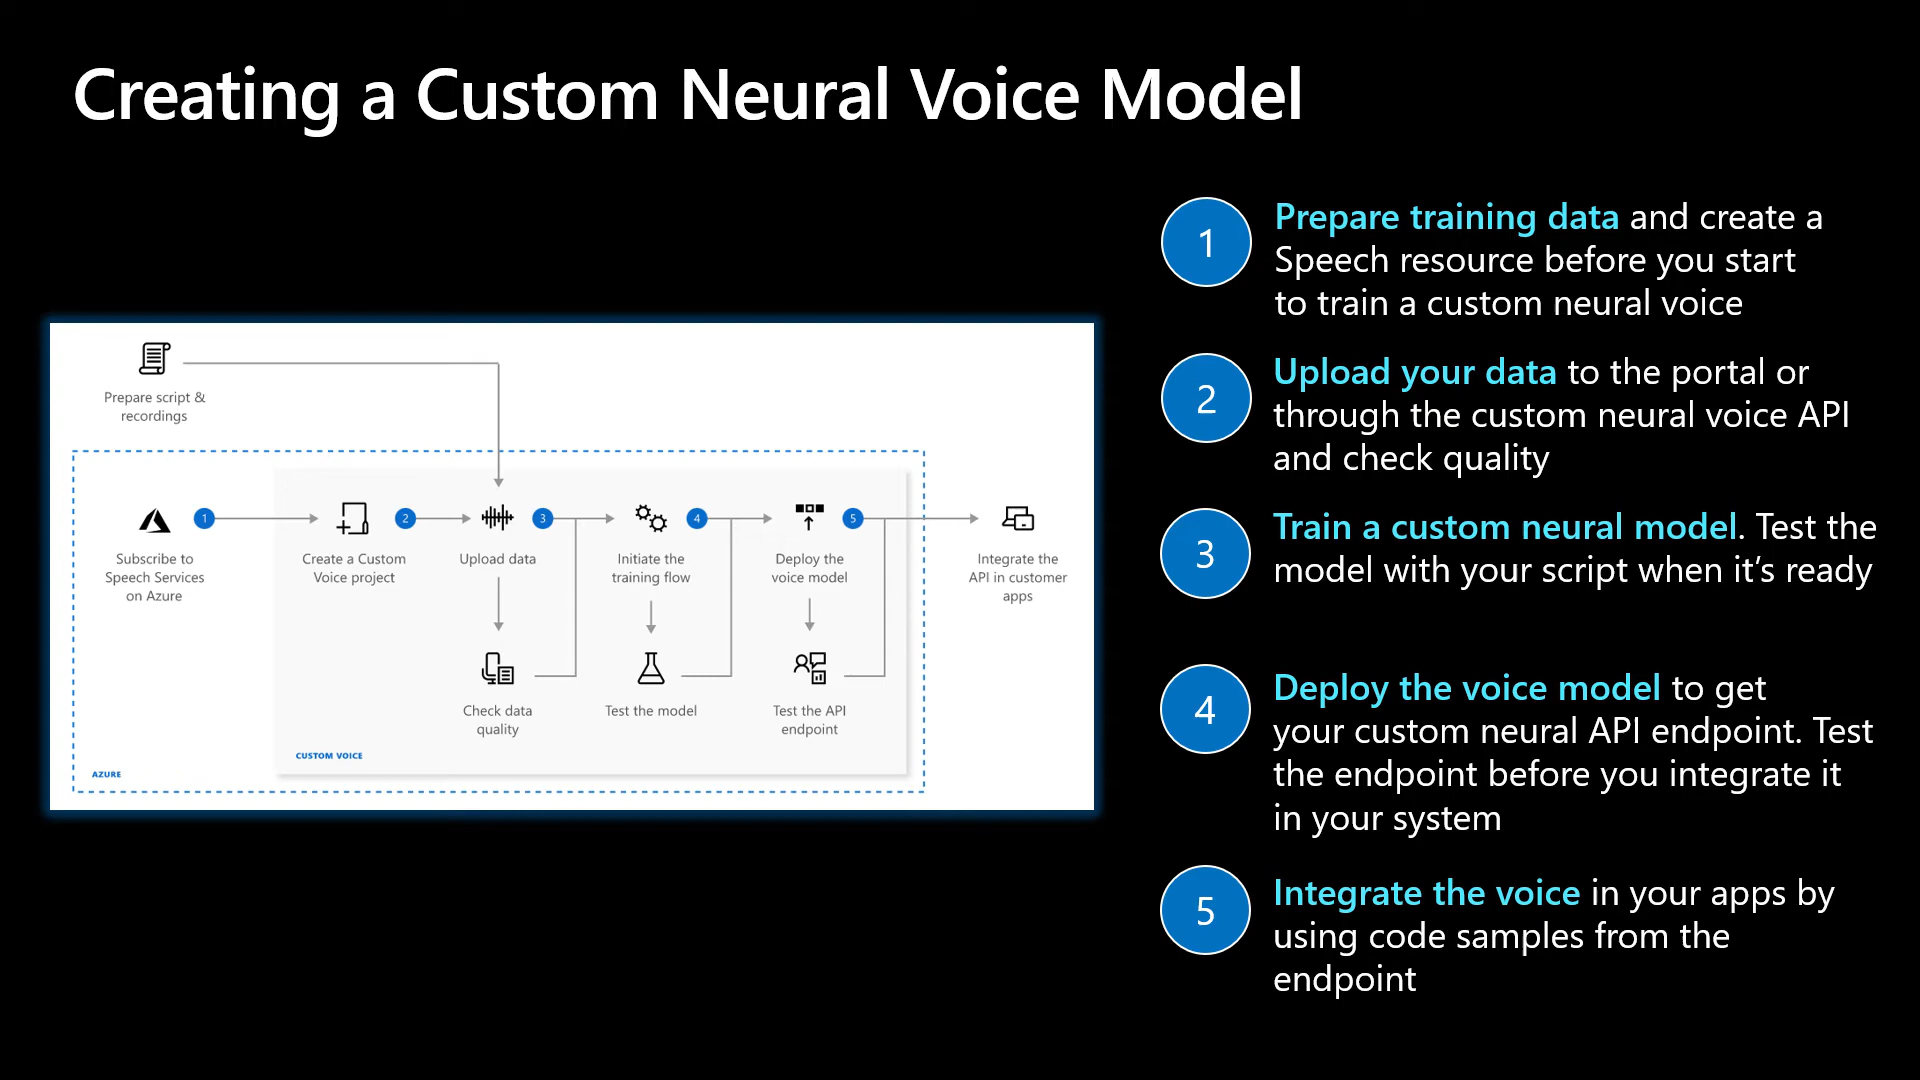 Creating a Custom Neural Voice Model
Prepare script &
recordings
1
2
3
4
5
Subscribe to
Speech Services
on Azure
Create a Custom
Voice project
Upload data
Initiate the
training flow
Deploy the
voice model
Integrate the
API in customer
apps
Check data
quality
Test the model
Test the API
endpoint
CUSTOM VOICE
AZURE
1
Prepare training data and create a
Speech resource before you start
to train a custom neural voice
2
Upload your data to the portal or
through the custom neural voice API
and check quality
3
Train a custom neural model. Test the
model with your script when it’s ready
4
Deploy the voice model to get
your custom neural API endpoint. Test
the endpoint before you integrate it
in your system
5
Integrate the voice in your apps by
using code samples from the
endpoint